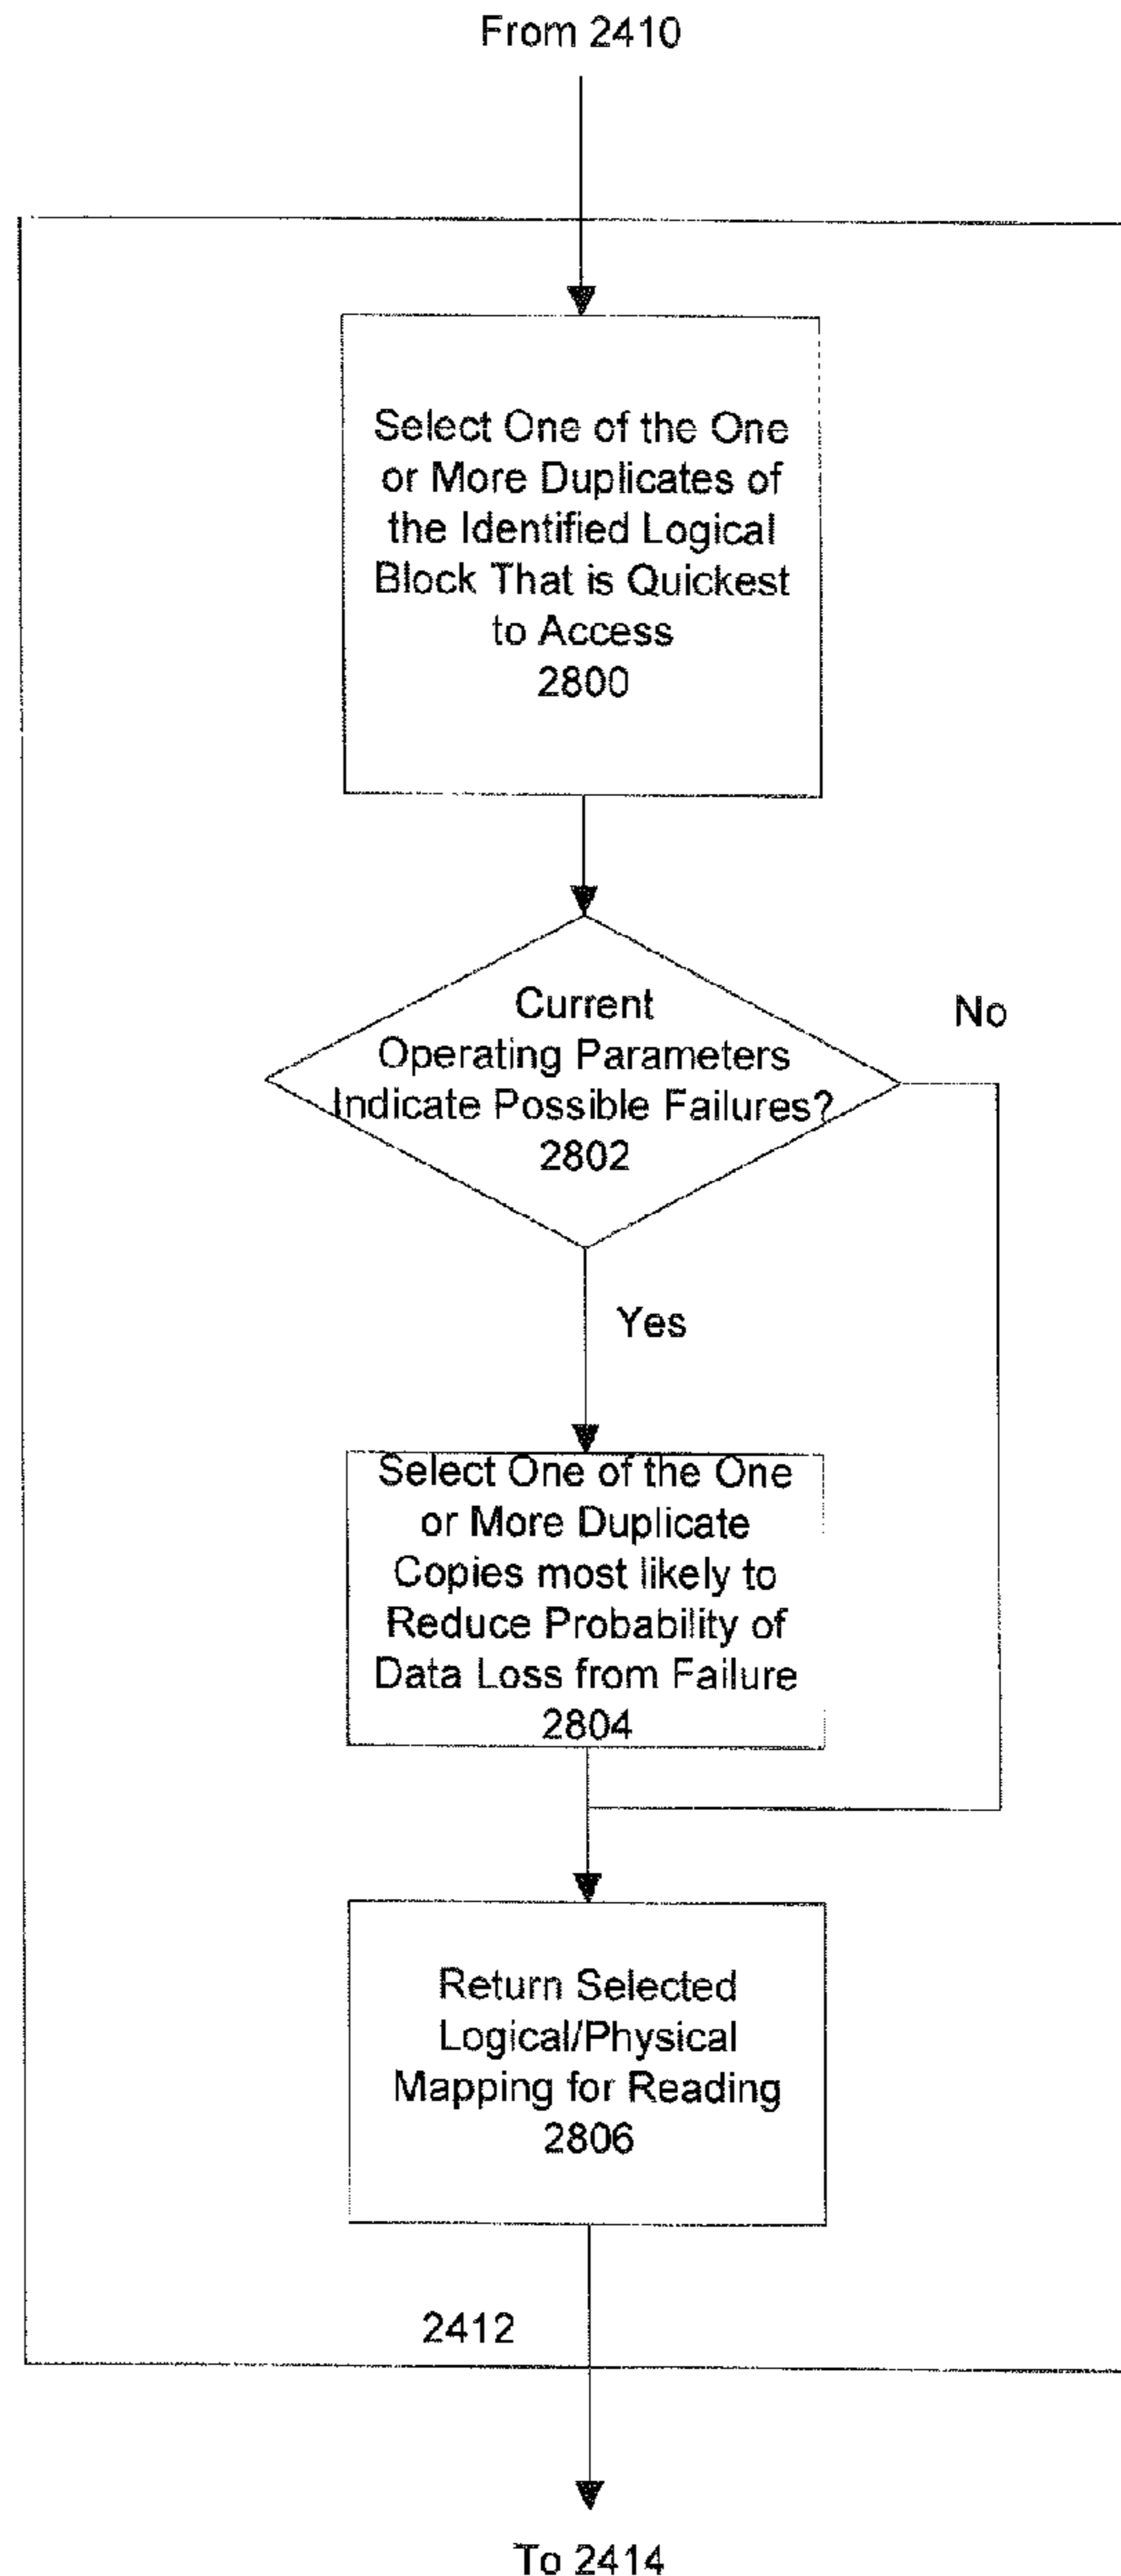 From 2410
Select One of the One
or More Duplicates of
the Identified Logical
Block That is Quickest
to Access
2800
Current
Operating Parameters
Indicate Possible Failures?
2802
No
Yes
Select One of the One
or More Duplicate
Copies most likely to
Reduce Probability of
Data Loss from Failure
2804
Return Selected
Logical/Physical
Mapping for Reading
2806
2412
To 2414